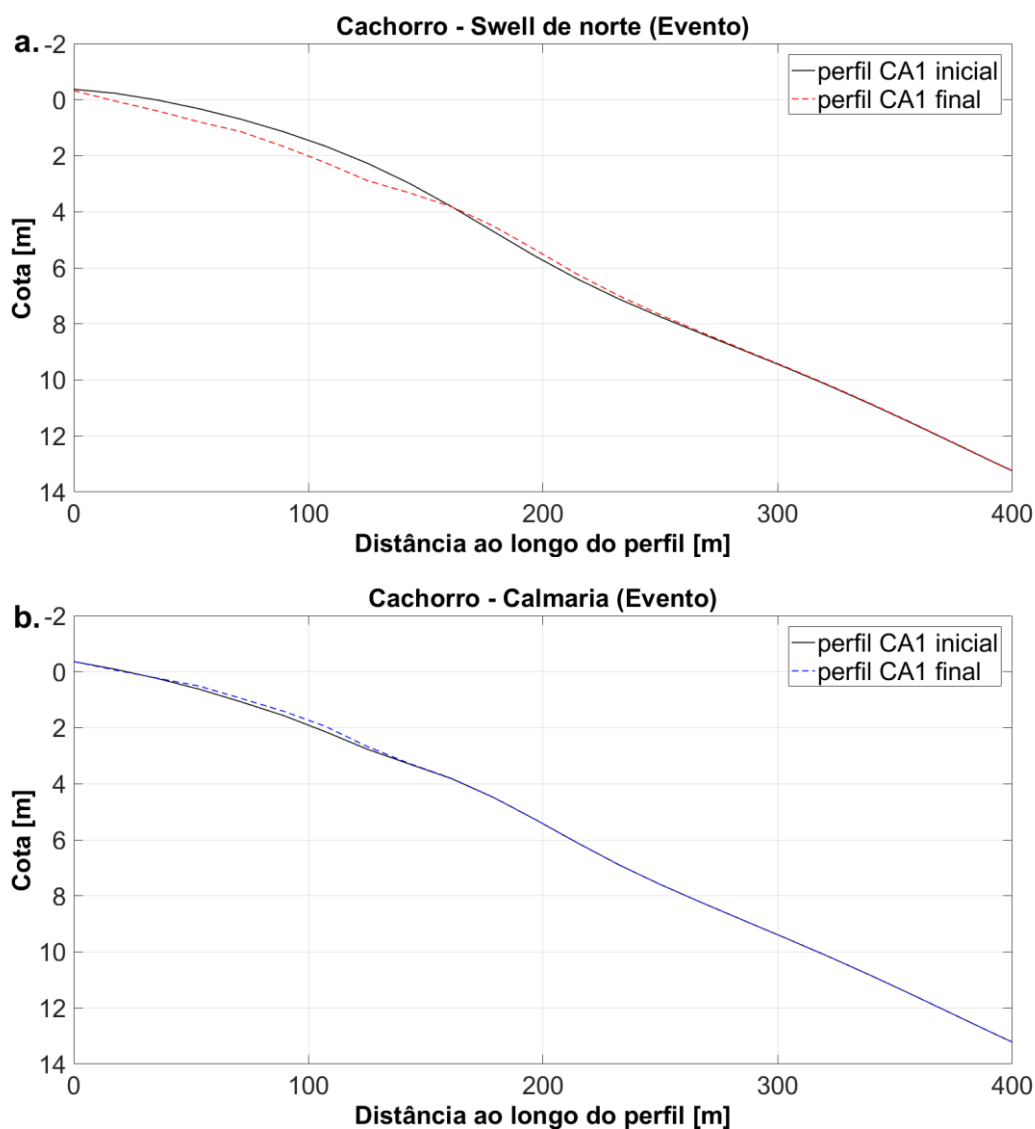 a.
Cachorro - Swell de norte (Evento)
-2
0
2
4
6
8
10
12
14
Cota [m]
perfil CA1 inicial
perfil CA1 final
0 100 200 300 400
Distância ao longo do perfil [m]
b.
Cachorro - Calmaria (Evento)
-2
0
2
4
6
8
10
12
14
Cota [m]
perfil CA1 inicial
perfil CA1 final
0 100 200 300 400
Distância ao longo do perfil [m]